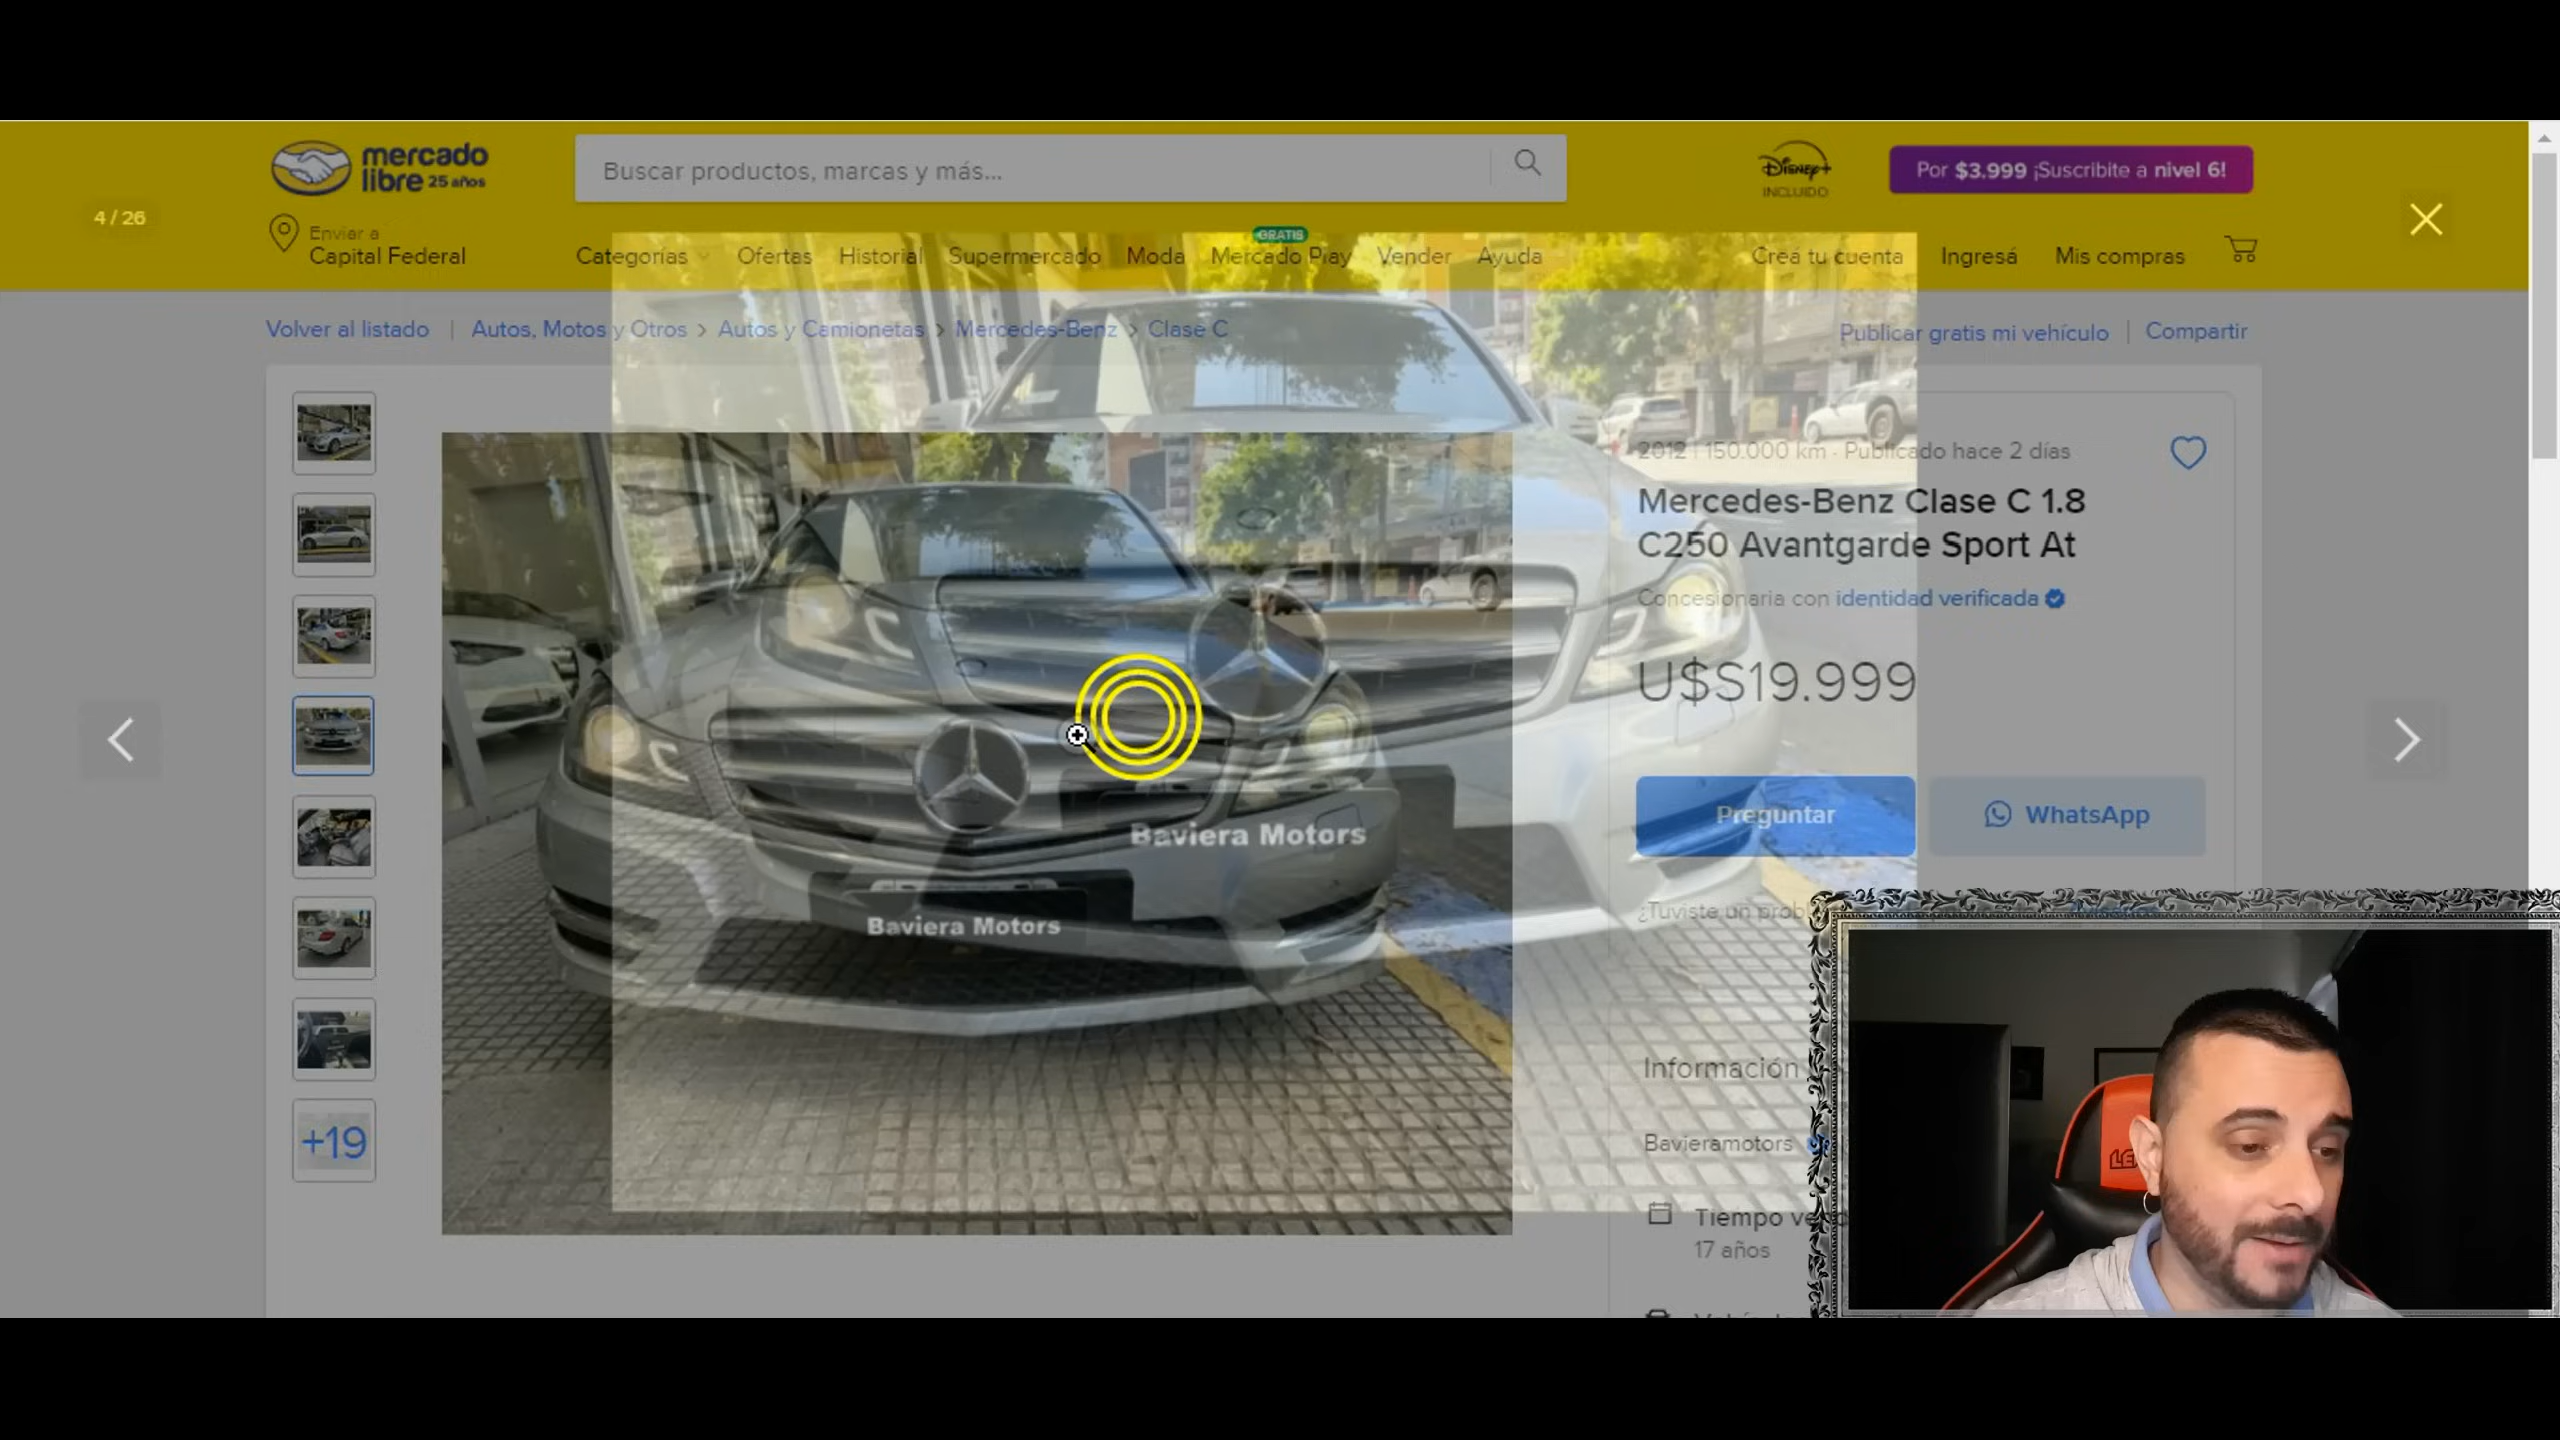 mercado
libre 25 años
Buscar productos, marcas y más...
DISNEY+
INCLUIDO
Por $3.999 ¡Suscribite a nivel 6!
4 / 26
Enviar a
Capital Federal
Categorías
Ofertas
Historial
Supermercado
Moda
GRATIS
Mercado Play
Vender
Ayuda
Creá tu cuenta
Ingresá
Mis compras
Volver al listado | Autos, Motos y Otros > Autos y Camionetas > Mercedes-Benz > Clase C
Publicar gratis mi vehículo | Compartir
2012 | 150.000 km · Publicado hace 2 días
Mercedes-Benz Clase C 1.8
C250 Avantgarde Sport At
Concesionaria con identidad verificada
U$S19.999
Preguntar
WhatsApp
Baviera Motors
Baviera Motors
¿Tuviste un
Información
Bavieramotors
Tiempo
17 años
+19